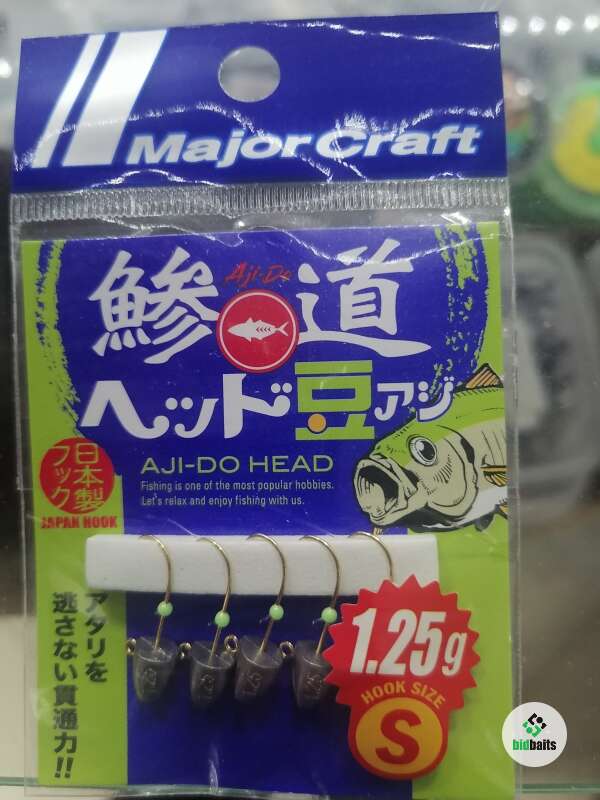 Major Craft
鯵道
Aji-Do
ヘッド豆アジ
AJI-DO HEAD
Fishing is one of the most popular hobbies.
Let's relax and enjoy fishing with us.
日本製
フック
JAPAN HOOK
アタリを
逃さない貫通力!!
1.25g
HOOK SIZE
S
bidbaits